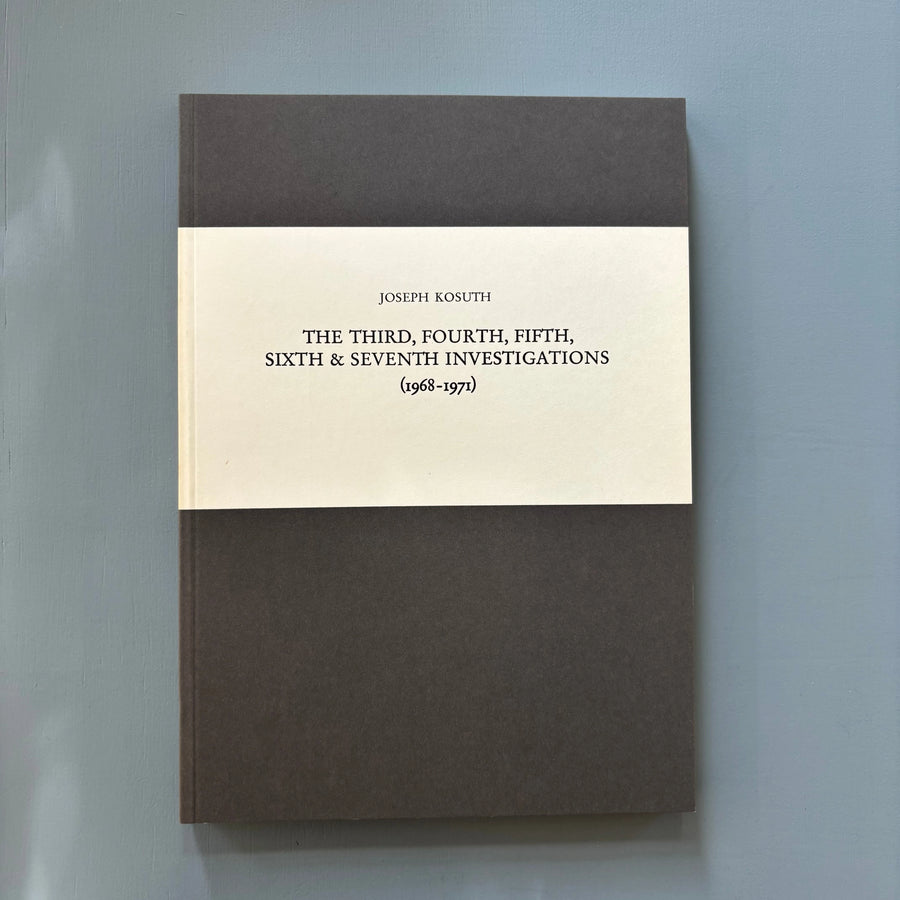 JOSEPH KOSUTH
THE THIRD, FOURTH, FIFTH,
SIXTH & SEVENTH INVESTIGATIONS
(1968-1971)